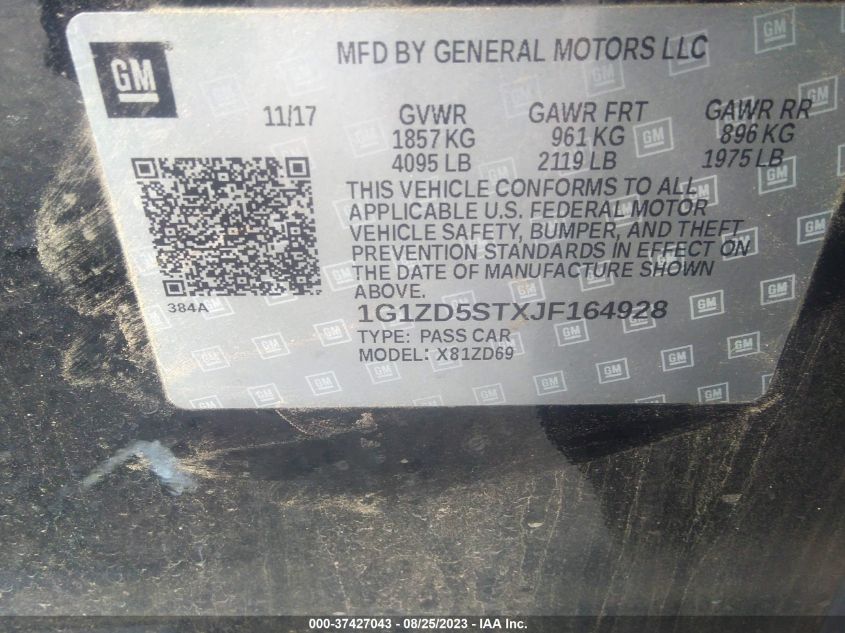 GM
MFD BY GENERAL MOTORS LLC
11/17 GVWR GAWR FRT GAWR RR
1857 KG 961 KG 896 KG
4095 LB 2119 LB 1975 LB
THIS VEHICLE CONFORMS TO ALL
APPLICABLE U.S. FEDERAL MOTOR
VEHICLE SAFETY, BUMPER, AND THEFT
PREVENTION STANDARDS IN EFFECT ON
THE DATE OF MANUFACTURE SHOWN
ABOVE.
384A
1G1ZD5STXJF164928
TYPE: PASS CAR
MODEL: X81ZD69
000-37427043 - 08/25/2023 - IAA Inc.